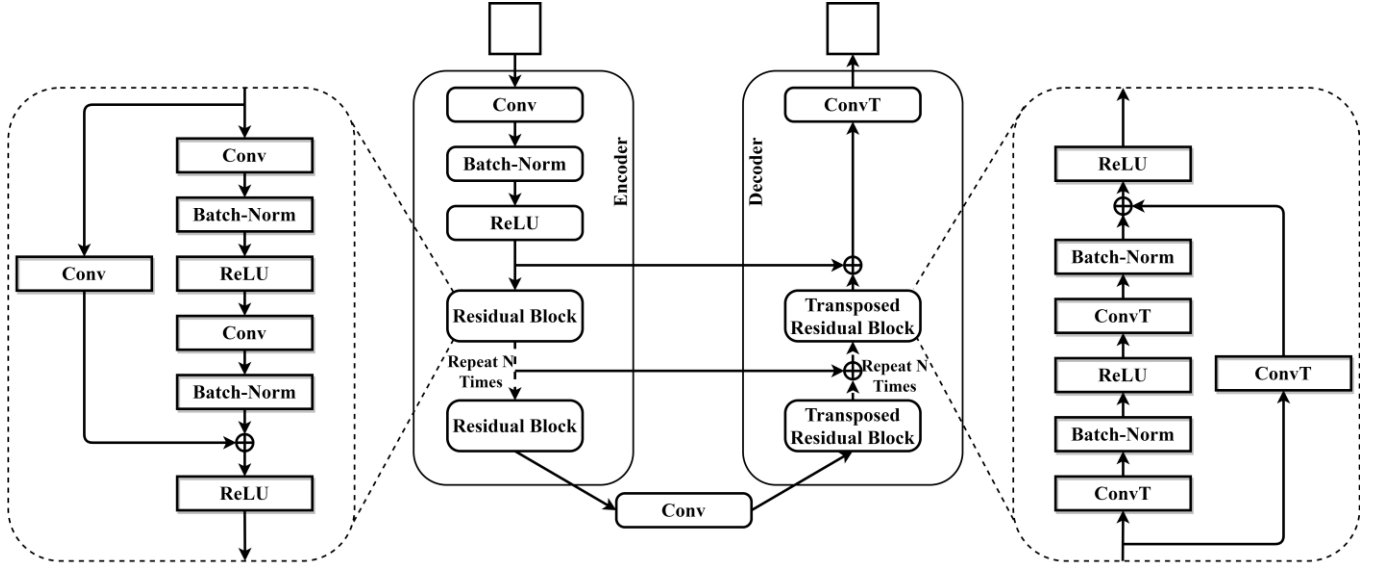 Conv
Batch-Norm
ReLU
Conv
Batch-Norm
ReLU
Conv
Conv
Batch-Norm
ReLU
Residual Block
Repeat N
Times
Residual Block
Encoder
Conv
Decoder
ConvT
Transposed
Residual Block
Repeat N
Times
Transposed
Residual Block
ReLU
Batch-Norm
ConvT
ReLU
Batch-Norm
ConvT
ConvT